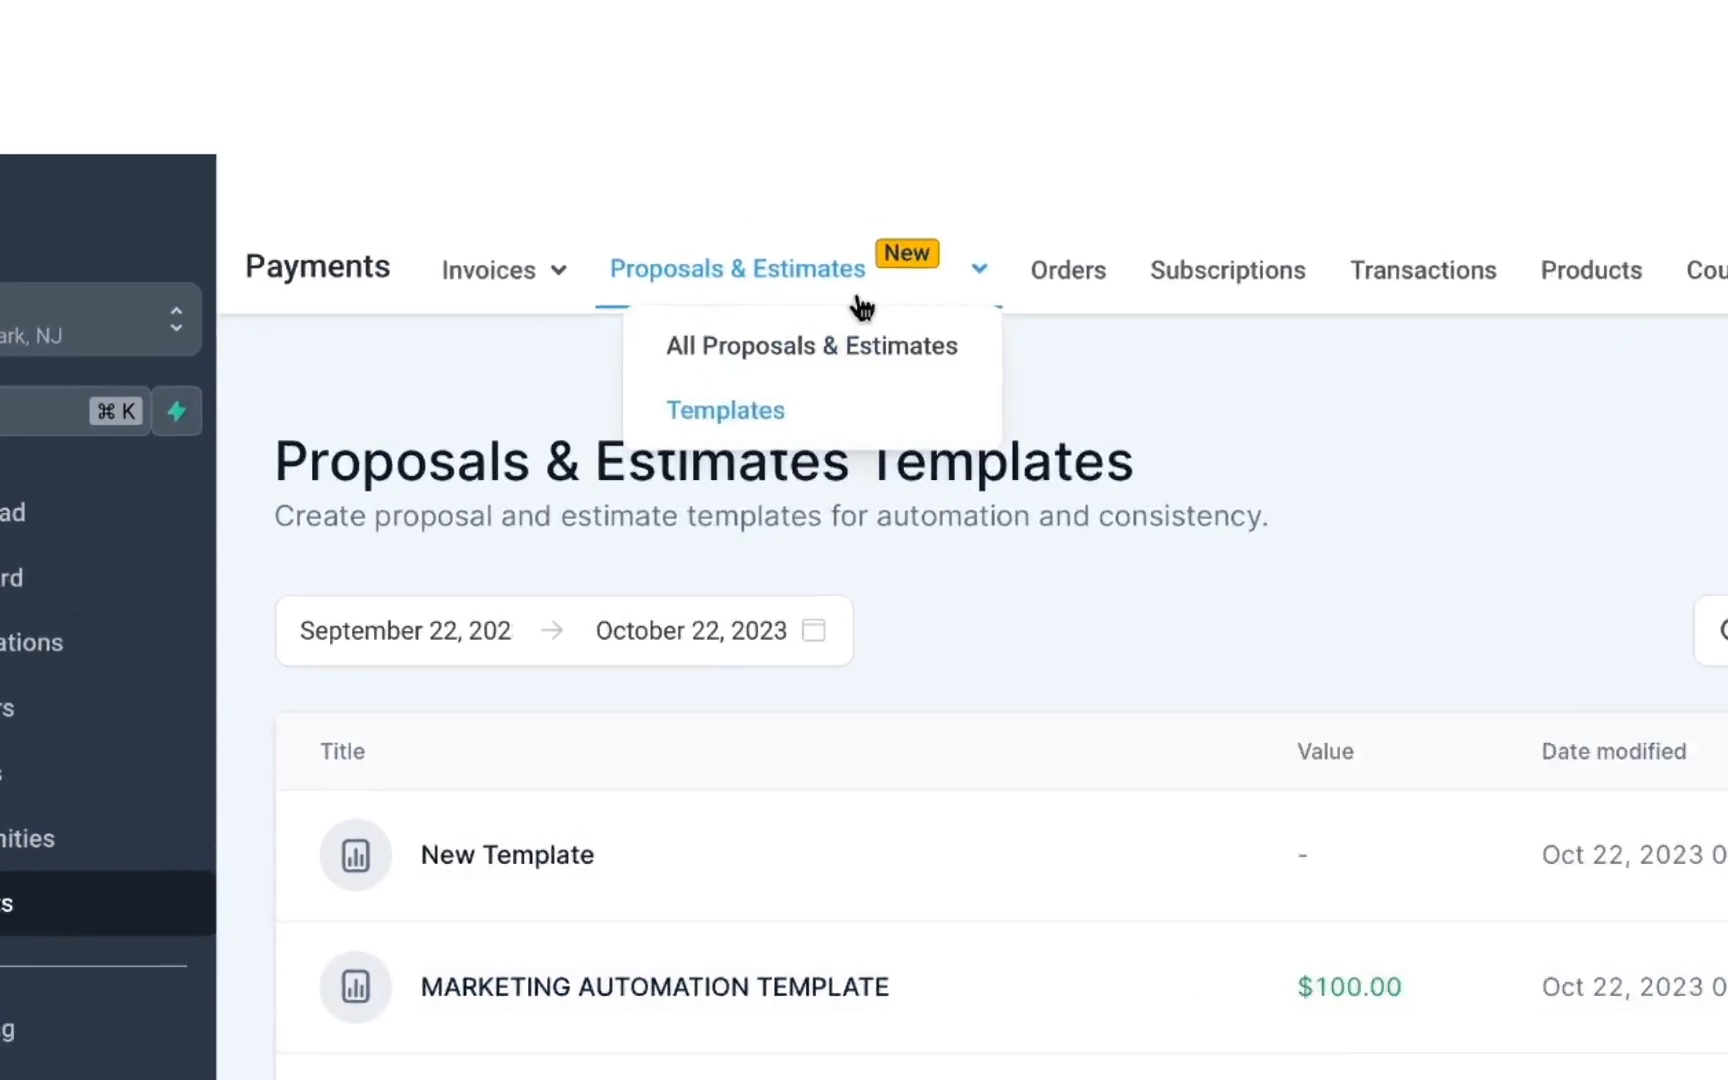 Payments
Invoices
Proposals & Estimates
New
Orders
Subscriptions
Transactions
Products
Cou
ark, NJ
All Proposals & Estimates
⌘ K
Templates
Proposals & Estimates Templates
Create proposal and estimate templates for automation and consistency.
ad
rd
ations
rs
s
nities
ts
ng
September 22, 202
October 22, 2023
Title
Value
Date modified
New Template
-
Oct 22, 2023 0
MARKETING AUTOMATION TEMPLATE
$100.00
Oct 22, 2023 0